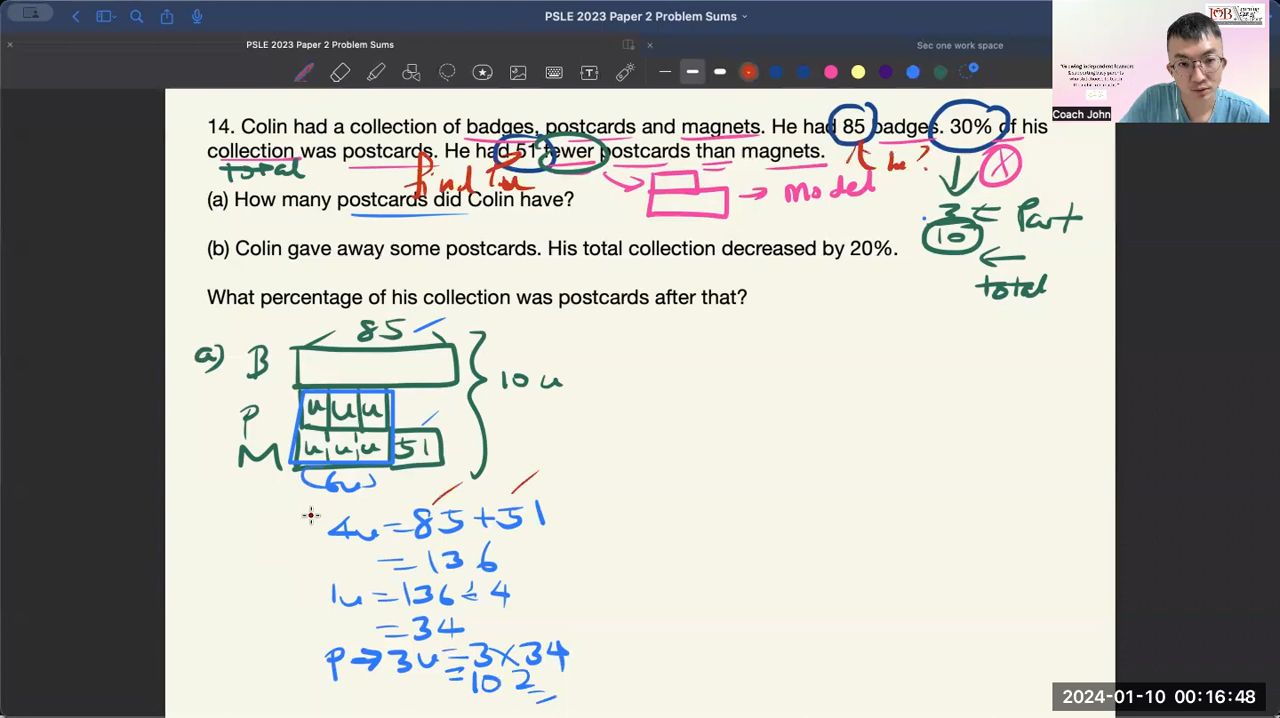 PSLE 2023 Paper 2 Problem Sums
PSLE 2023 Paper 2 Problem Sums
Sec one work space
Coach John
14. Colin had a collection of badges, postcards and magnets. He had 85 badges. 30% of his
collection was postcards. He had 51 fewer postcards than magnets.
total
find 1u
1u?
X
model
3 ← Part
10 ← total
(a) How many postcards did Colin have?
(b) Colin gave away some postcards. His total collection decreased by 20%.
What percentage of his collection was postcards after that?
a) B 85
10u
P u u u
M u u u 51
6u
4u = 85 + 51
= 136
1u = 136 ÷ 4
= 34
P → 3u = 3 × 34
= 102
2024-01-10 00:16:48